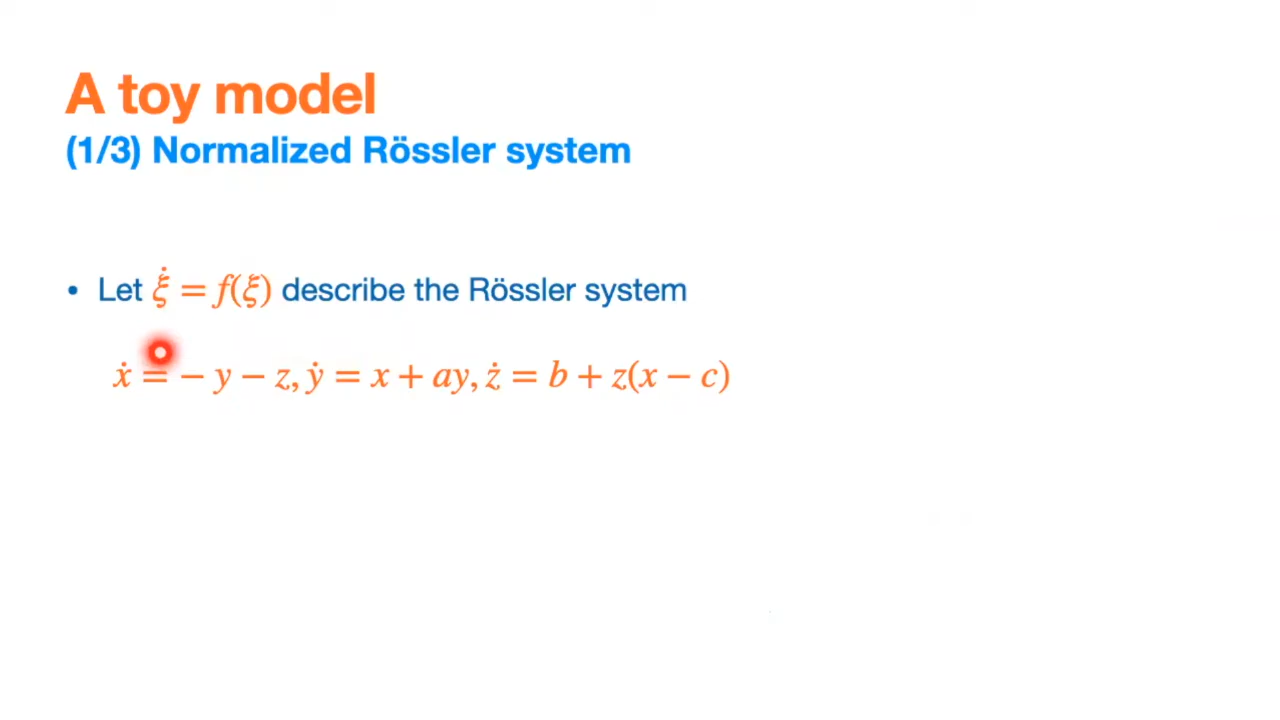 A toy model
(1/3) Normalized Rössler system
• Let ξ̇ = f(ξ) describe the Rössler system
ẋ = − y − z, ẏ = x + ay, ż = b + z(x − c)